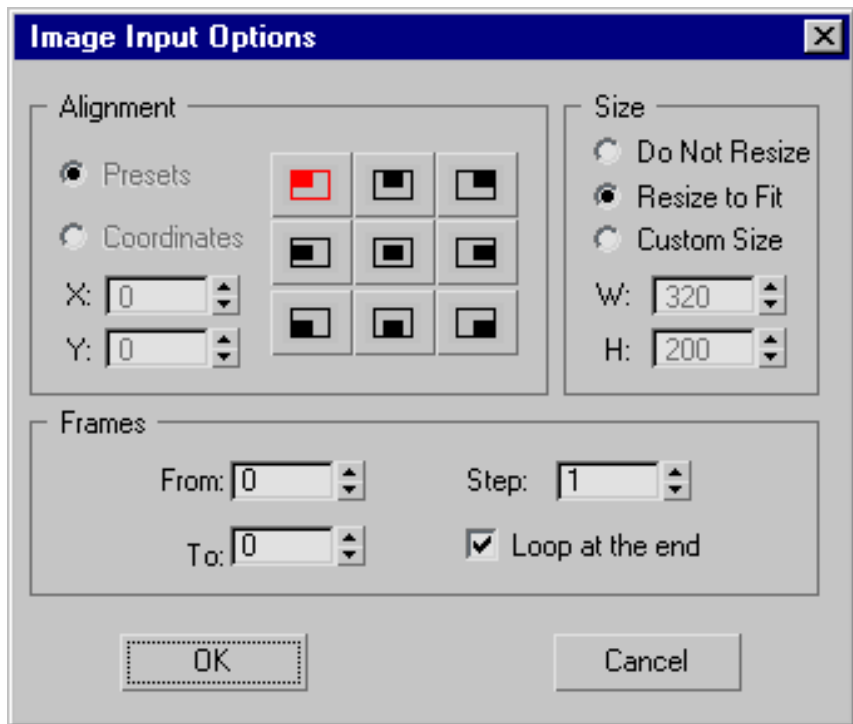 Image Input Options
Alignment
Presets
Coordinates
X: 0
Y: 0
Size
Do Not Resize
Resize to Fit
Custom Size
W: 320
H: 200
Frames
From: 0
Step: 1
To: 0
Loop at the end
OK
Cancel